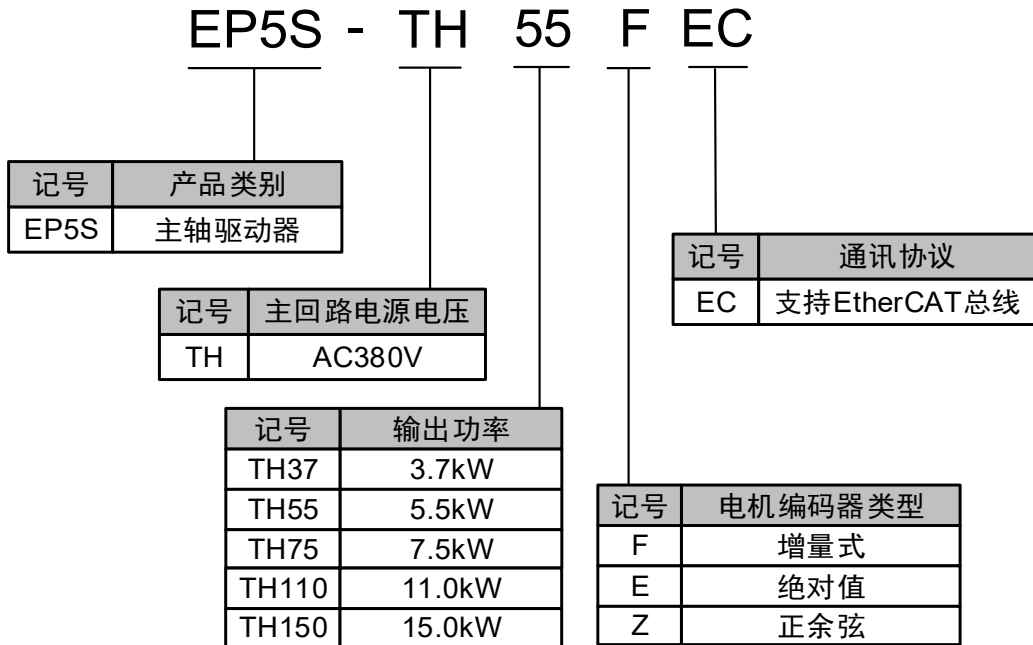 EP5S - TH 55 F EC
记号 产品类别
EP5S 主轴驱动器
记号 通讯协议
EC 支持EtherCAT总线
记号 主回路电源电压
TH AC380V
记号 输出功率
TH37 3.7kW
TH55 5.5kW
TH75 7.5kW
TH110 11.0kW
TH150 15.0kW
记号 电机编码器类型
F 增量式
E 绝对值
Z 正余弦